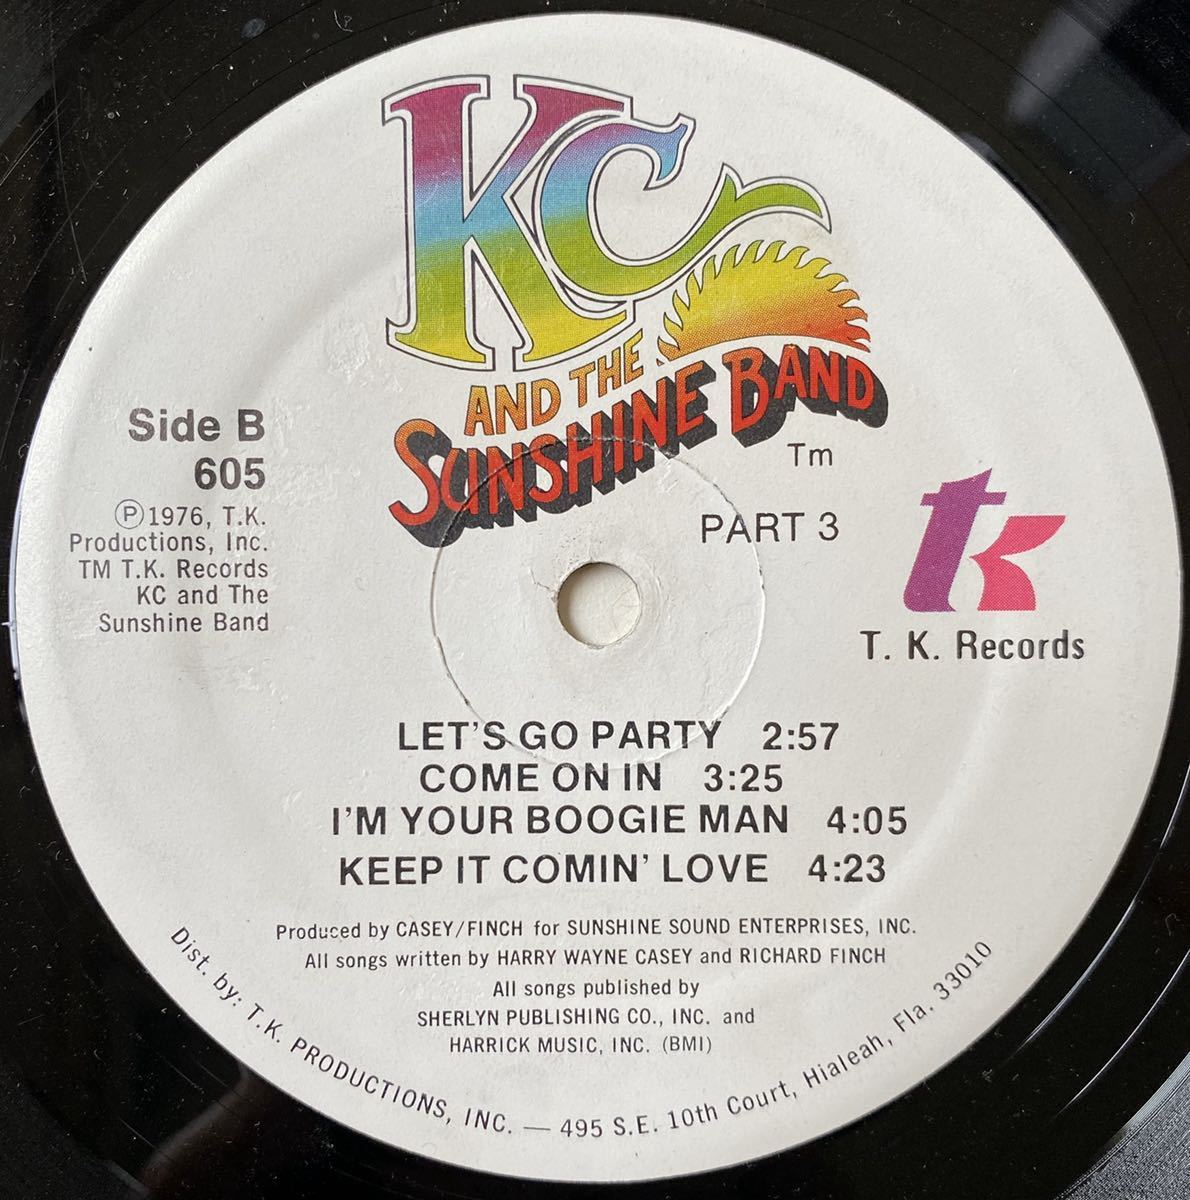 KC
AND THE
SUNSHINE BAND
Tm
PART 3
Side B
605
Ⓟ1976, T.K.
Productions, Inc.
TM T.K. Records
KC and The
Sunshine Band
tk
T. K. Records
LET'S GO PARTY 2:57
COME ON IN 3:25
I'M YOUR BOOGIE MAN 4:05
KEEP IT COMIN' LOVE 4:23
Produced by CASEY/FINCH for SUNSHINE SOUND ENTERPRISES, INC.
All songs written by HARRY WAYNE CASEY and RICHARD FINCH
All songs published by
SHERLYN PUBLISHING CO., INC. and
HARRICK MUSIC, INC. (BMI)
Dist. by: T.K. PRODUCTIONS, INC. — 495 S.E. 10th Court, Hialeah, Fla. 33010